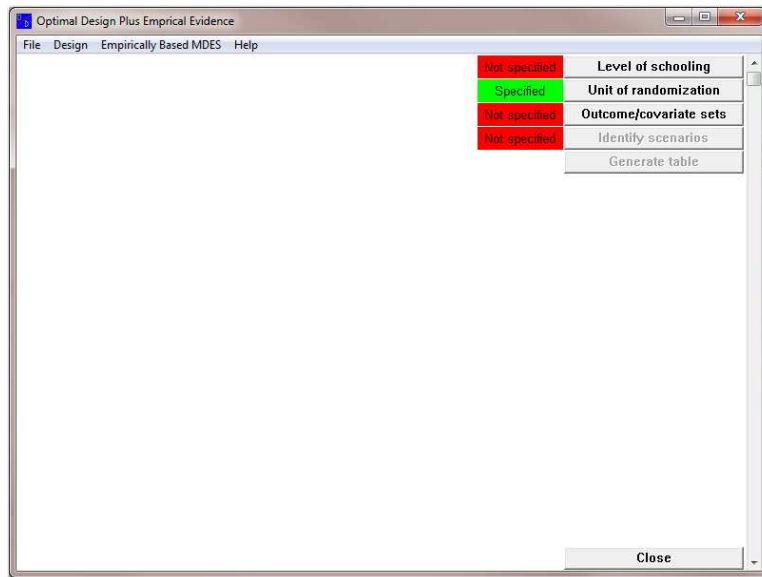 Optimal Design Plus Emprical Evidence
File Design Empirically Based MDES Help
Not specified Level of schooling
Specified Unit of randomization
Not specified Outcome/covariate sets
Not specified Identify scenarios
Generate table
Close